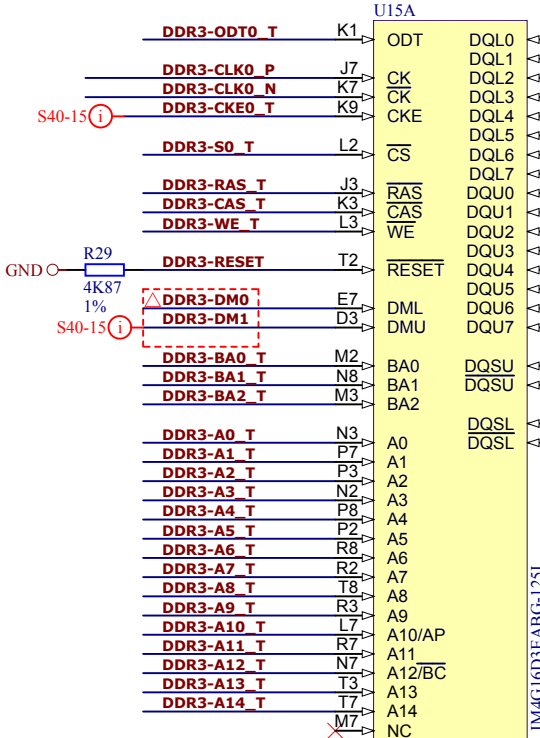 U15A
DDR3-ODT0_T K1 ODT DQL0
DQL1
DDR3-CLK0_P J7 CK DQL2
DDR3-CLK0_N K7 CK DQL3
S40-15 i DDR3-CKE0_T K9 CKE DQL4
DQL5
DDR3-S0_T L2 CS DQL6
DQL7
DDR3-RAS_T J3 RAS DQU0
DDR3-CAS_T K3 CAS DQU1
DDR3-WE_T L3 WE DQU2
R29 DQU3
GND DDR3-RESET T2 RESET DQU4
4K87 DQU5
1% DDR3-DM0 E7 DML DQU6
S40-15 i DDR3-DM1 D3 DMU DQU7
DDR3-BA0_T M2 BA0 DQSU
DDR3-BA1_T N8 BA1 DQSU
DDR3-BA2_T M3 BA2
DQSL
DDR3-A0_T N3 A0 DQSL
DDR3-A1_T P7 A1
DDR3-A2_T P3 A2
DDR3-A3_T N2 A3
DDR3-A4_T P8 A4
DDR3-A5_T P2 A5
DDR3-A6_T R8 A6
DDR3-A7_T R2 A7
DDR3-A8_T T8 A8
DDR3-A9_T R3 A9
DDR3-A10_T L7 A10/AP
DDR3-A11_T R7 A11
DDR3-A12_T N7 A12/BC
DDR3-A13_T T3 A13
DDR3-A14_T T7 A14
M7 NC